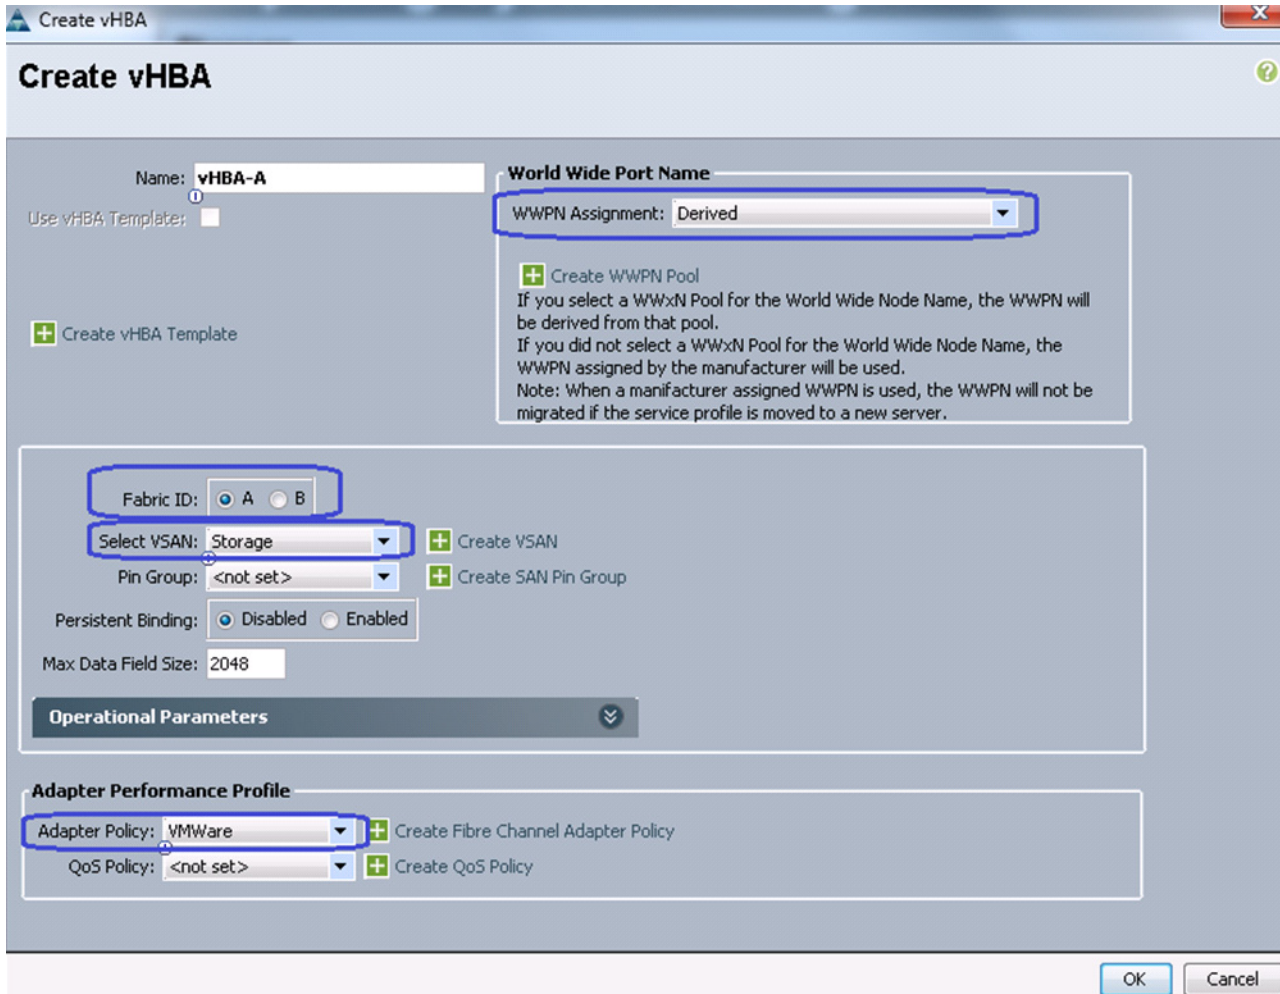 Create vHBA
Create vHBA
Name: vHBA-A
Use vHBA Template:
Create vHBA Template
World Wide Port Name
WWPN Assignment: Derived
Create WWPN Pool
If you select a WWxN Pool for the World Wide Node Name, the WWPN will
be derived from that pool.
If you did not select a WWxN Pool for the World Wide Node Name, the
WWPN assigned by the manufacturer will be used.
Note: When a manifacturer assigned WWPN is used, the WWPN will not be
migrated if the service profile is moved to a new server.
Fabric ID: A B
Select VSAN: Storage Create VSAN
Pin Group: <not set> Create SAN Pin Group
Persistent Binding: Disabled Enabled
Max Data Field Size: 2048
Operational Parameters
Adapter Performance Profile
Adapter Policy: VMWare Create Fibre Channel Adapter Policy
QoS Policy: <not set> Create QoS Policy
OK Cancel